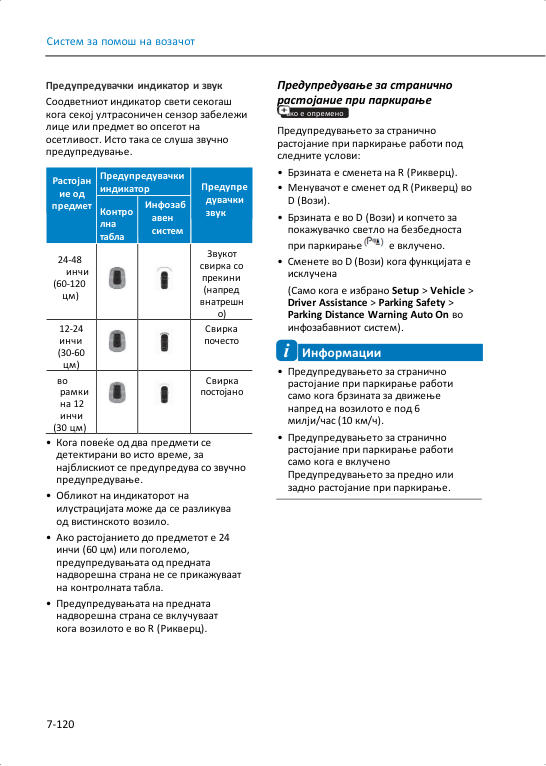 Систем за помош на возачот
Предупредувачки индикатор и звук
Соодветниот индикатор свети секогаш
кога секој ултрасоничен сензор забележи
лице или предмет во опсегот на
осетливост. Исто така се слуша звучно
предупредување.
Растојан
ие од
предмет
Предупредувачки
индикатор
Предупре
дувачки
звук
Контро
лна
табла
Инфозаб
авен
систем
24-48
инчи
(60-120
цм)
Звукот
свирка со
прекини
(напред
внатрешн
о)
12-24
инчи
(30-60
цм)
Свирка
почесто
во
рамки
на 12
инчи
(30 цм)
Свирка
постојано
• Кога повеќе од два предмети се
детектирани во исто време, за
најблискиот се предупредува со звучно
предупредување.
• Обликот на индикаторот на
илустрацијата може да се разликува
од вистинското возило.
• Ако растојанието до предметот е 24
инчи (60 цм) или поголемо,
предупредувањата од предната
надворешна страна не се прикажуваат
на контролната табла.
• Предупредувањата на предната
надворешна страна се вклучуваат
кога возилото е во R (Рикверц).
Предупредување за странично
растојание при паркирање
ако е опремено
Предупредувањето за странично
растојание при паркирање работи под
следните услови:
• Брзината е сменета на R (Рикверц).
• Менувачот е сменет од R (Рикверц) во
D (Вози).
• Брзината е во D (Вози) и копчето за
покажувачко светло на безбедноста
при паркирање е вклучено.
• Сменете во D (Вози) кога функцијата е
исклучена
(Само кога е избрано Setup > Vehicle >
Driver Assistance > Parking Safety >
Parking Distance Warning Auto On во
инфозабавниот систем).
i Информации
• Предупредувањето за странично
растојание при паркирање работи
само кога брзината за движење
напред на возилото е под 6
милји/час (10 км/ч).
• Предупредувањето за странично
растојание при паркирање работи
само кога е вклучено
Предупредувањето за предно или
задно растојание при паркирање.
7-120